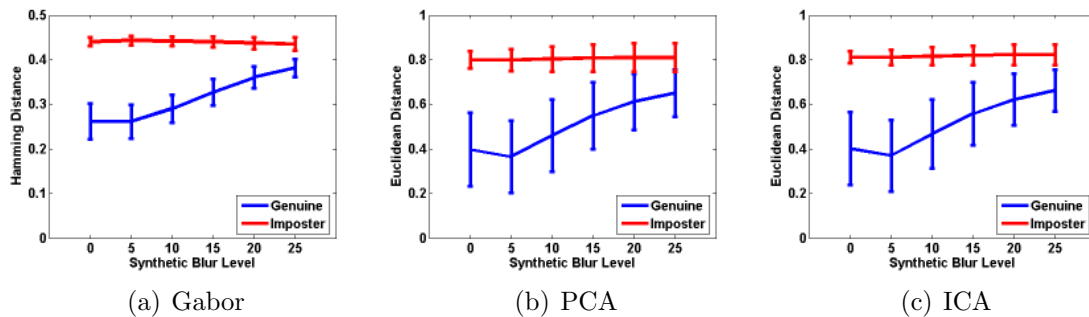 0.5
0.4
0.3
0.2
0.1
0
Hamming Distance
0 5 10 15 20 25
Synthetic Blur Level
Genuine
Imposter
(a) Gabor
1
0.8
0.6
0.4
0.2
0
Euclidean Distance
0 5 10 15 20 25
Synthetic Blur Level
Genuine
Imposter
(b) PCA
1
0.8
0.6
0.4
0.2
0
Euclidean Distance
0 5 10 15 20 25
Synthetic Blur Level
Genuine
Imposter
(c) ICA